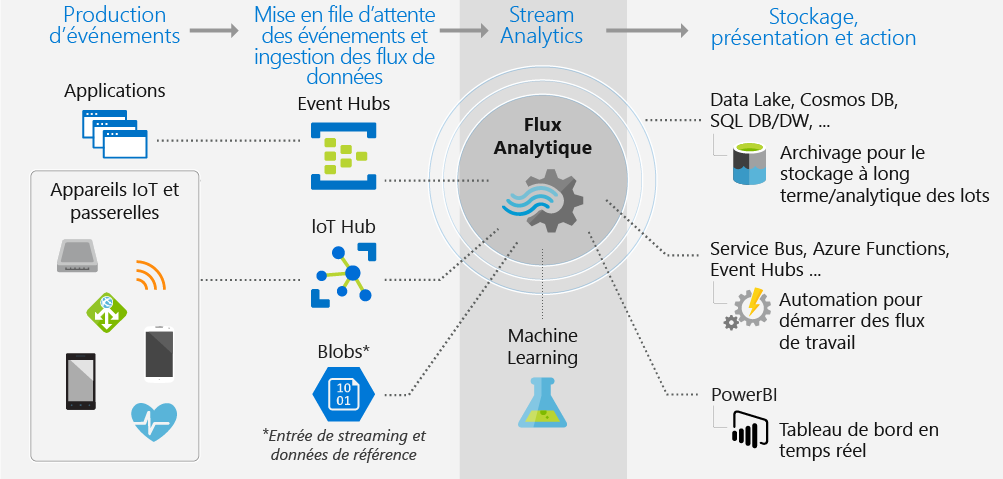 Production
d'événements
Mise en file d'attente
des événements et
ingestion des flux de
données
Stream
Analytics
Stockage,
présentation et action
Applications
Appareils IoT et
passerelles
Event Hubs
IoT Hub
Blobs*
10
01
*Entrée de streaming et
données de référence
Flux
Analytique
Machine
Learning
Data Lake, Cosmos DB,
SQL DB/DW, ...
Archivage pour le
stockage à long
terme/analytique des lots
Service Bus, Azure Functions,
Event Hubs ...
Automation pour
démarrer des flux
de travail
PowerBI
Tableau de bord en
temps réel